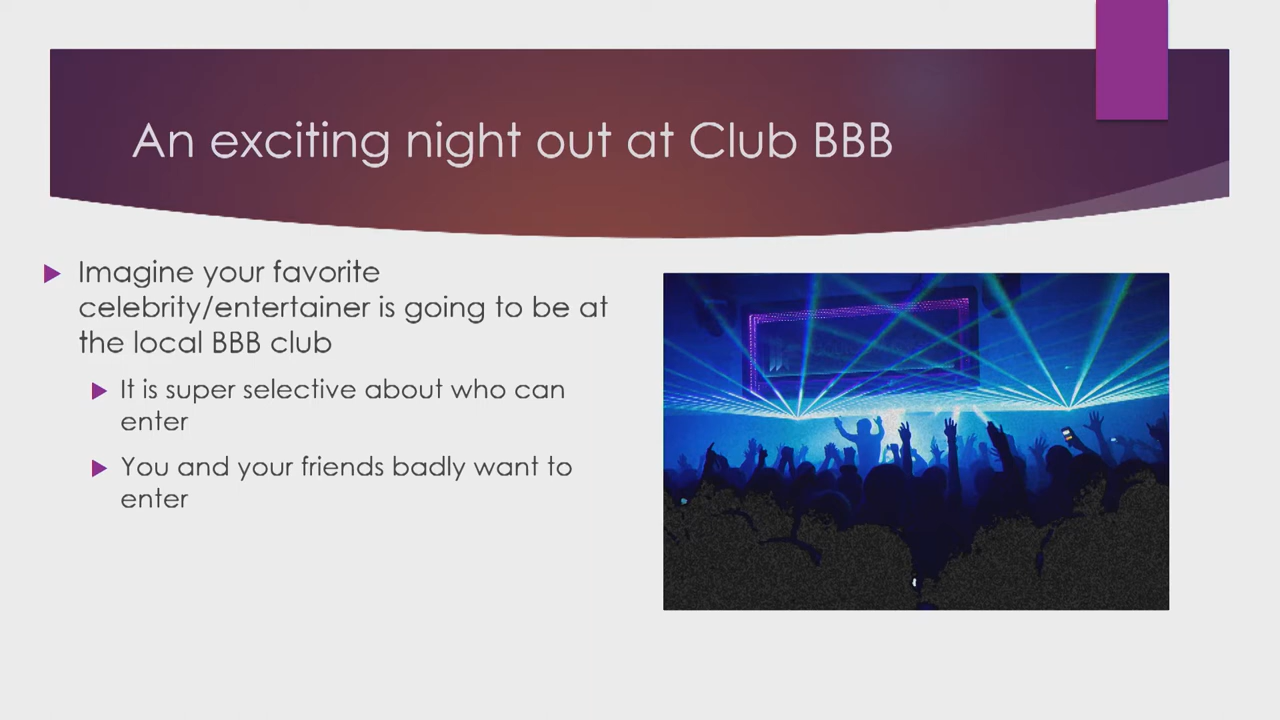 An exciting night out at Club BBB
Imagine your favorite
celebrity/entertainer is going to be at
the local BBB club
It is super selective about who can
enter
You and your friends badly want to
enter